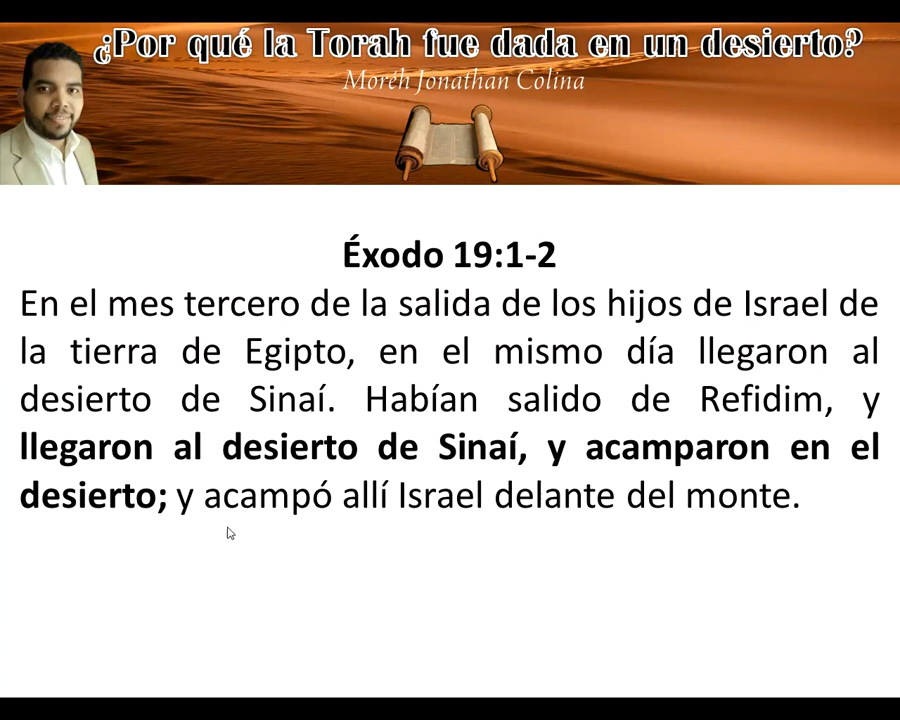 ¿Por qué la Torah fue dada en un desierto?
Moréh Jonathan Colina
Éxodo 19:1-2
En el mes tercero de la salida de los hijos de Israel de
la tierra de Egipto, en el mismo día llegaron al
desierto de Sinaí. Habían salido de Refidim, y
llegaron al desierto de Sinaí, y acamparon en el
desierto; y acampó allí Israel delante del monte.